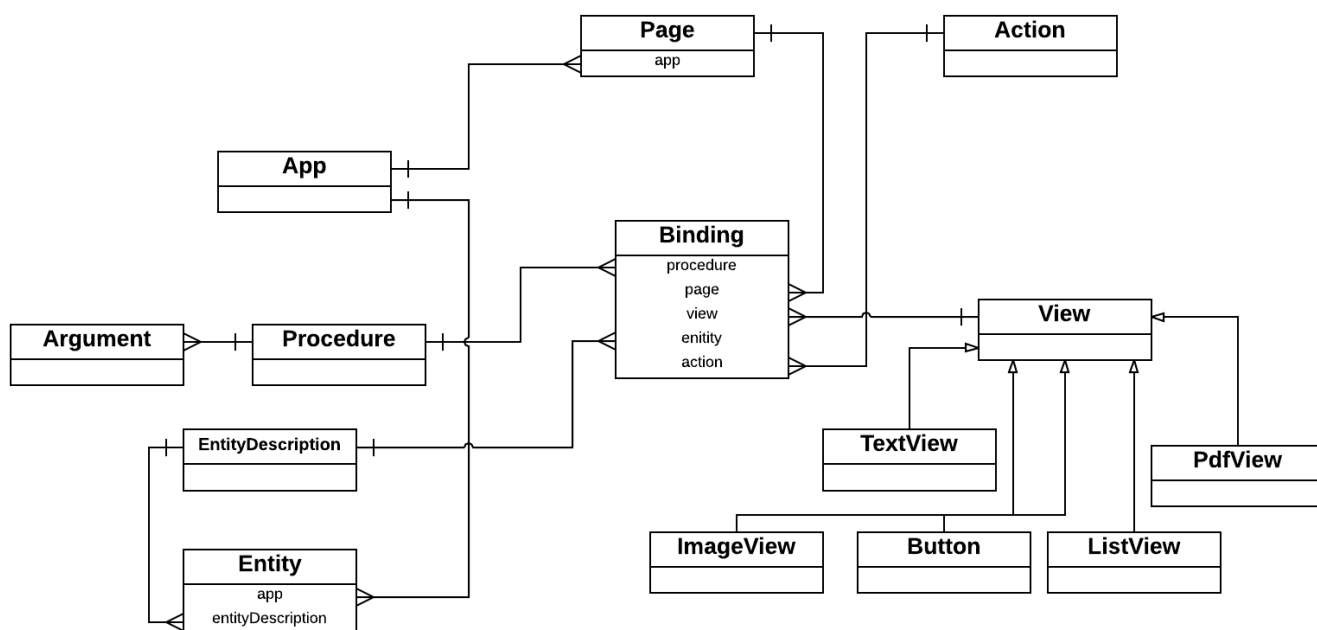 Page
app
Action
App
Binding
procedure
page
view
enitity
action
View
Argument
Procedure
EntityDescription
TextView
PdfView
ImageView
Button
ListView
Entity
app
entityDescription